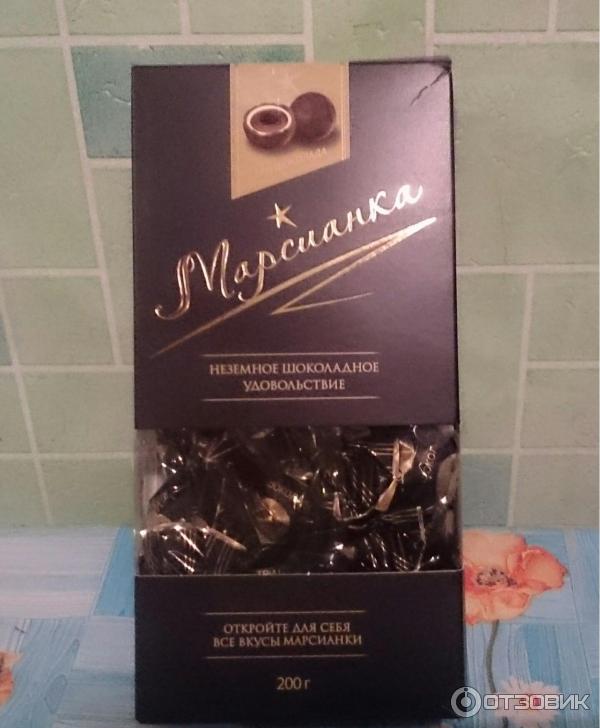 Марсианка
НЕЗЕМНОЕ ШОКОЛАДНОЕ
УДОВОЛЬСТВИЕ
ОТКРОЙТЕ ДЛЯ СЕБЯ
ВСЕ ВКУСЫ МАРСИАНКИ
200 г
ОТЗОВИК